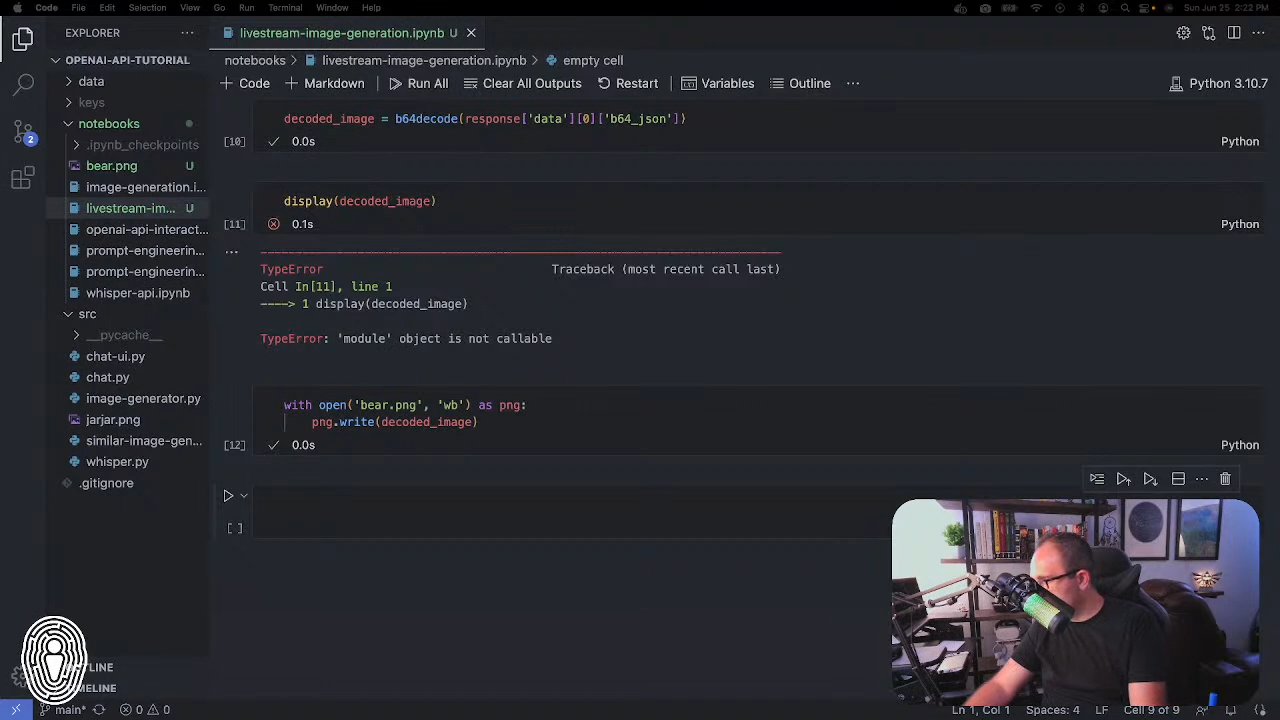 Code File Edit Selection View Go Run Terminal Window Help
Sun Jun 25 2:22 PM
EXPLORER
livestream-image-generation.ipynb U
OPENAI-API-TUTORIAL
notebooks > livestream-image-generation.ipynb > empty cell
data
Code Markdown Run All Clear All Outputs Restart Variables Outline ... Python 3.10.7
keys
notebooks
decoded_image = b64decode(response['data'][0]['b64_json'])
.ipynb_checkpoints
[10] 0.0s Python
bear.png U
image-generation.i...
display(decoded_image)
livestream-im... U
[11] 0.1s Python
openai-api-interact...
prompt-engineerin...
TypeError Traceback (most recent call last)
prompt-engineerin...
Cell In[11], line 1
whisper-api.ipynb
----> 1 display(decoded_image)
src
__pycache__
TypeError: 'module' object is not callable
chat-ui.py
chat.py
image-generator.py
with open('bear.png', 'wb') as png:
jarjar.png
png.write(decoded_image)
similar-image-gen...
[12] 0.0s Python
whisper.py
.gitignore
[ ]
TLINE
TIMELINE
main* 0 0 Ln 1, Col 1 Spaces: 4 LF Cell 9 of 9
2